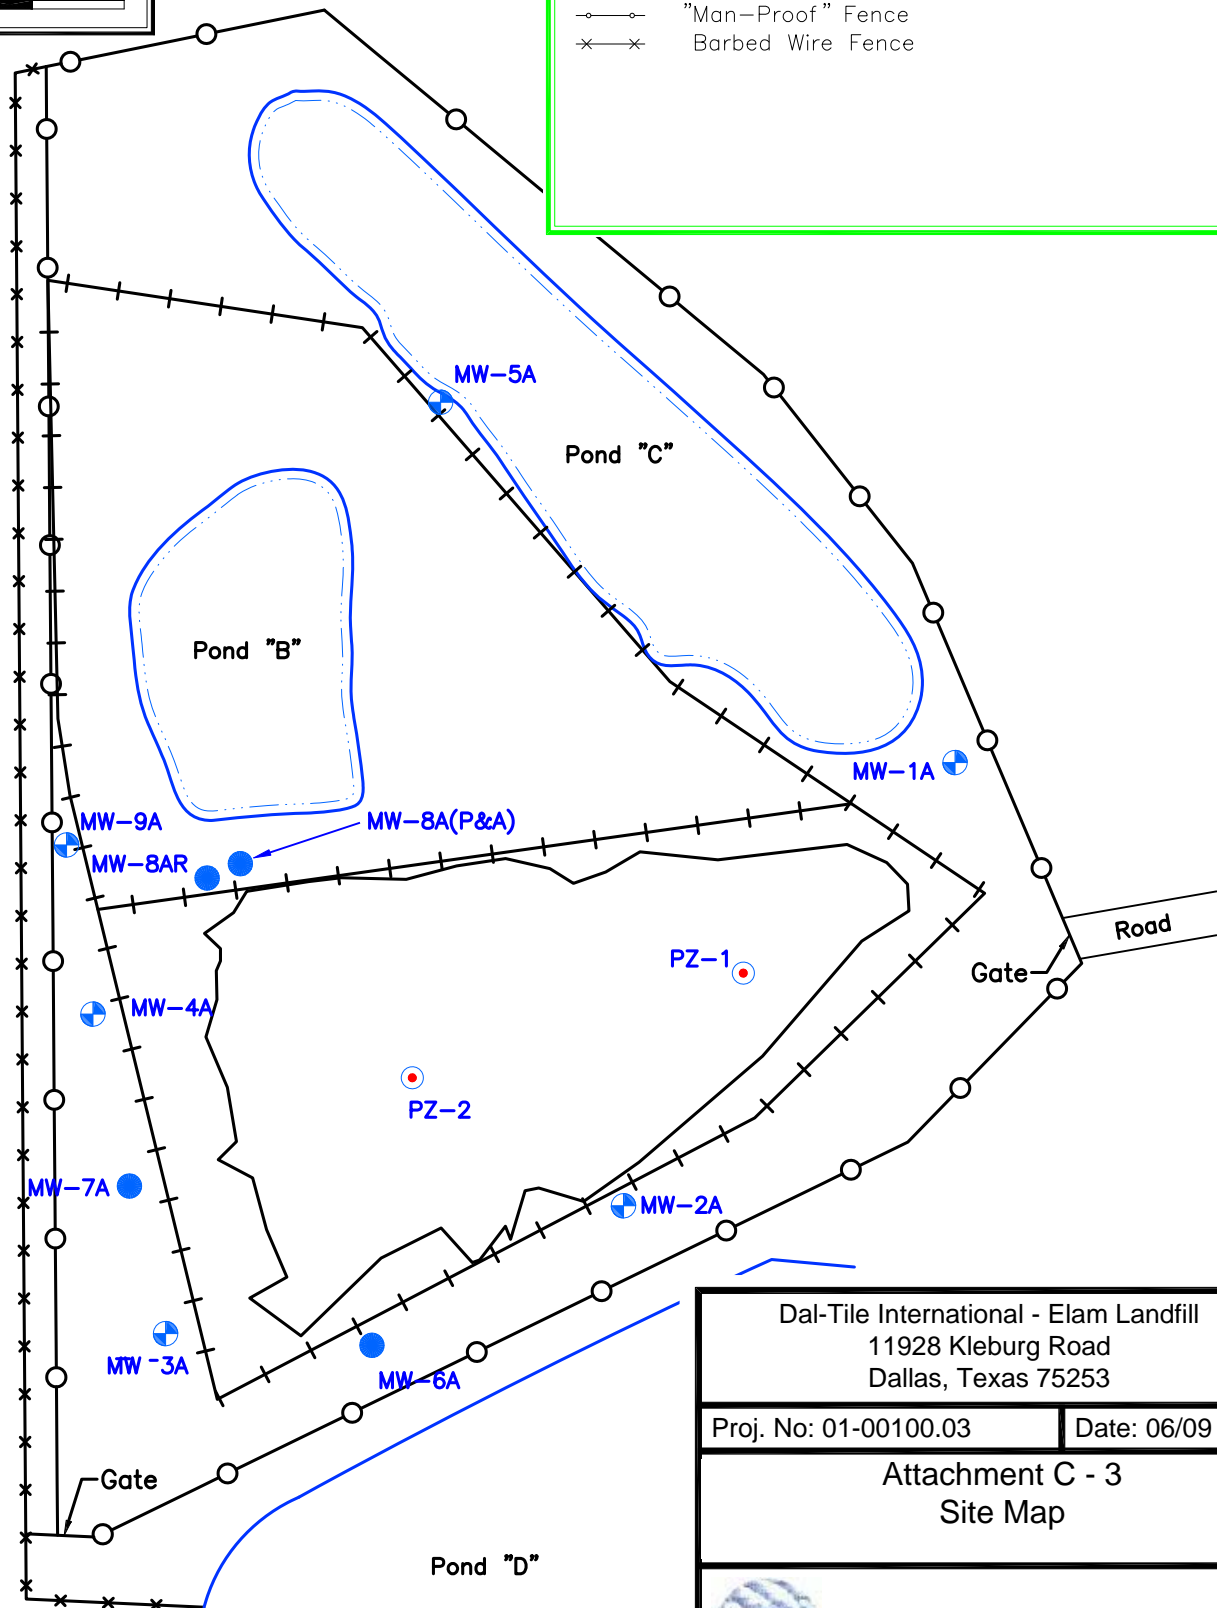 "Man-Proof" Fence
Barbed Wire Fence
MW-5A
Pond "C"
Pond "B"
MW-1A
MW-9A
MW-8A(P&A)
MW-8AR
Road
PZ-1
Gate
MW-4A
PZ-2
MW-7A
MW-2A
MW-3A
MW-6A
Gate
Pond "D"
Dal-Tile International - Elam Landfill
11928 Kleburg Road
Dallas, Texas 75253
Proj. No: 01-00100.03
Date: 06/09
Attachment C - 3
Site Map